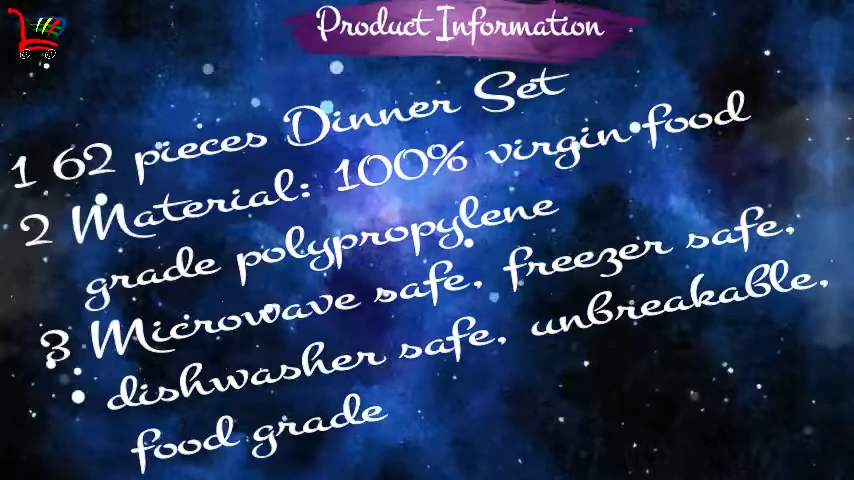 Product Information
1 62 pieces Dinner Set
2 Material: 100% virgin food
grade polypropylene
3 Microwave safe, freezer safe,
dishwasher safe, unbreakable,
food grade